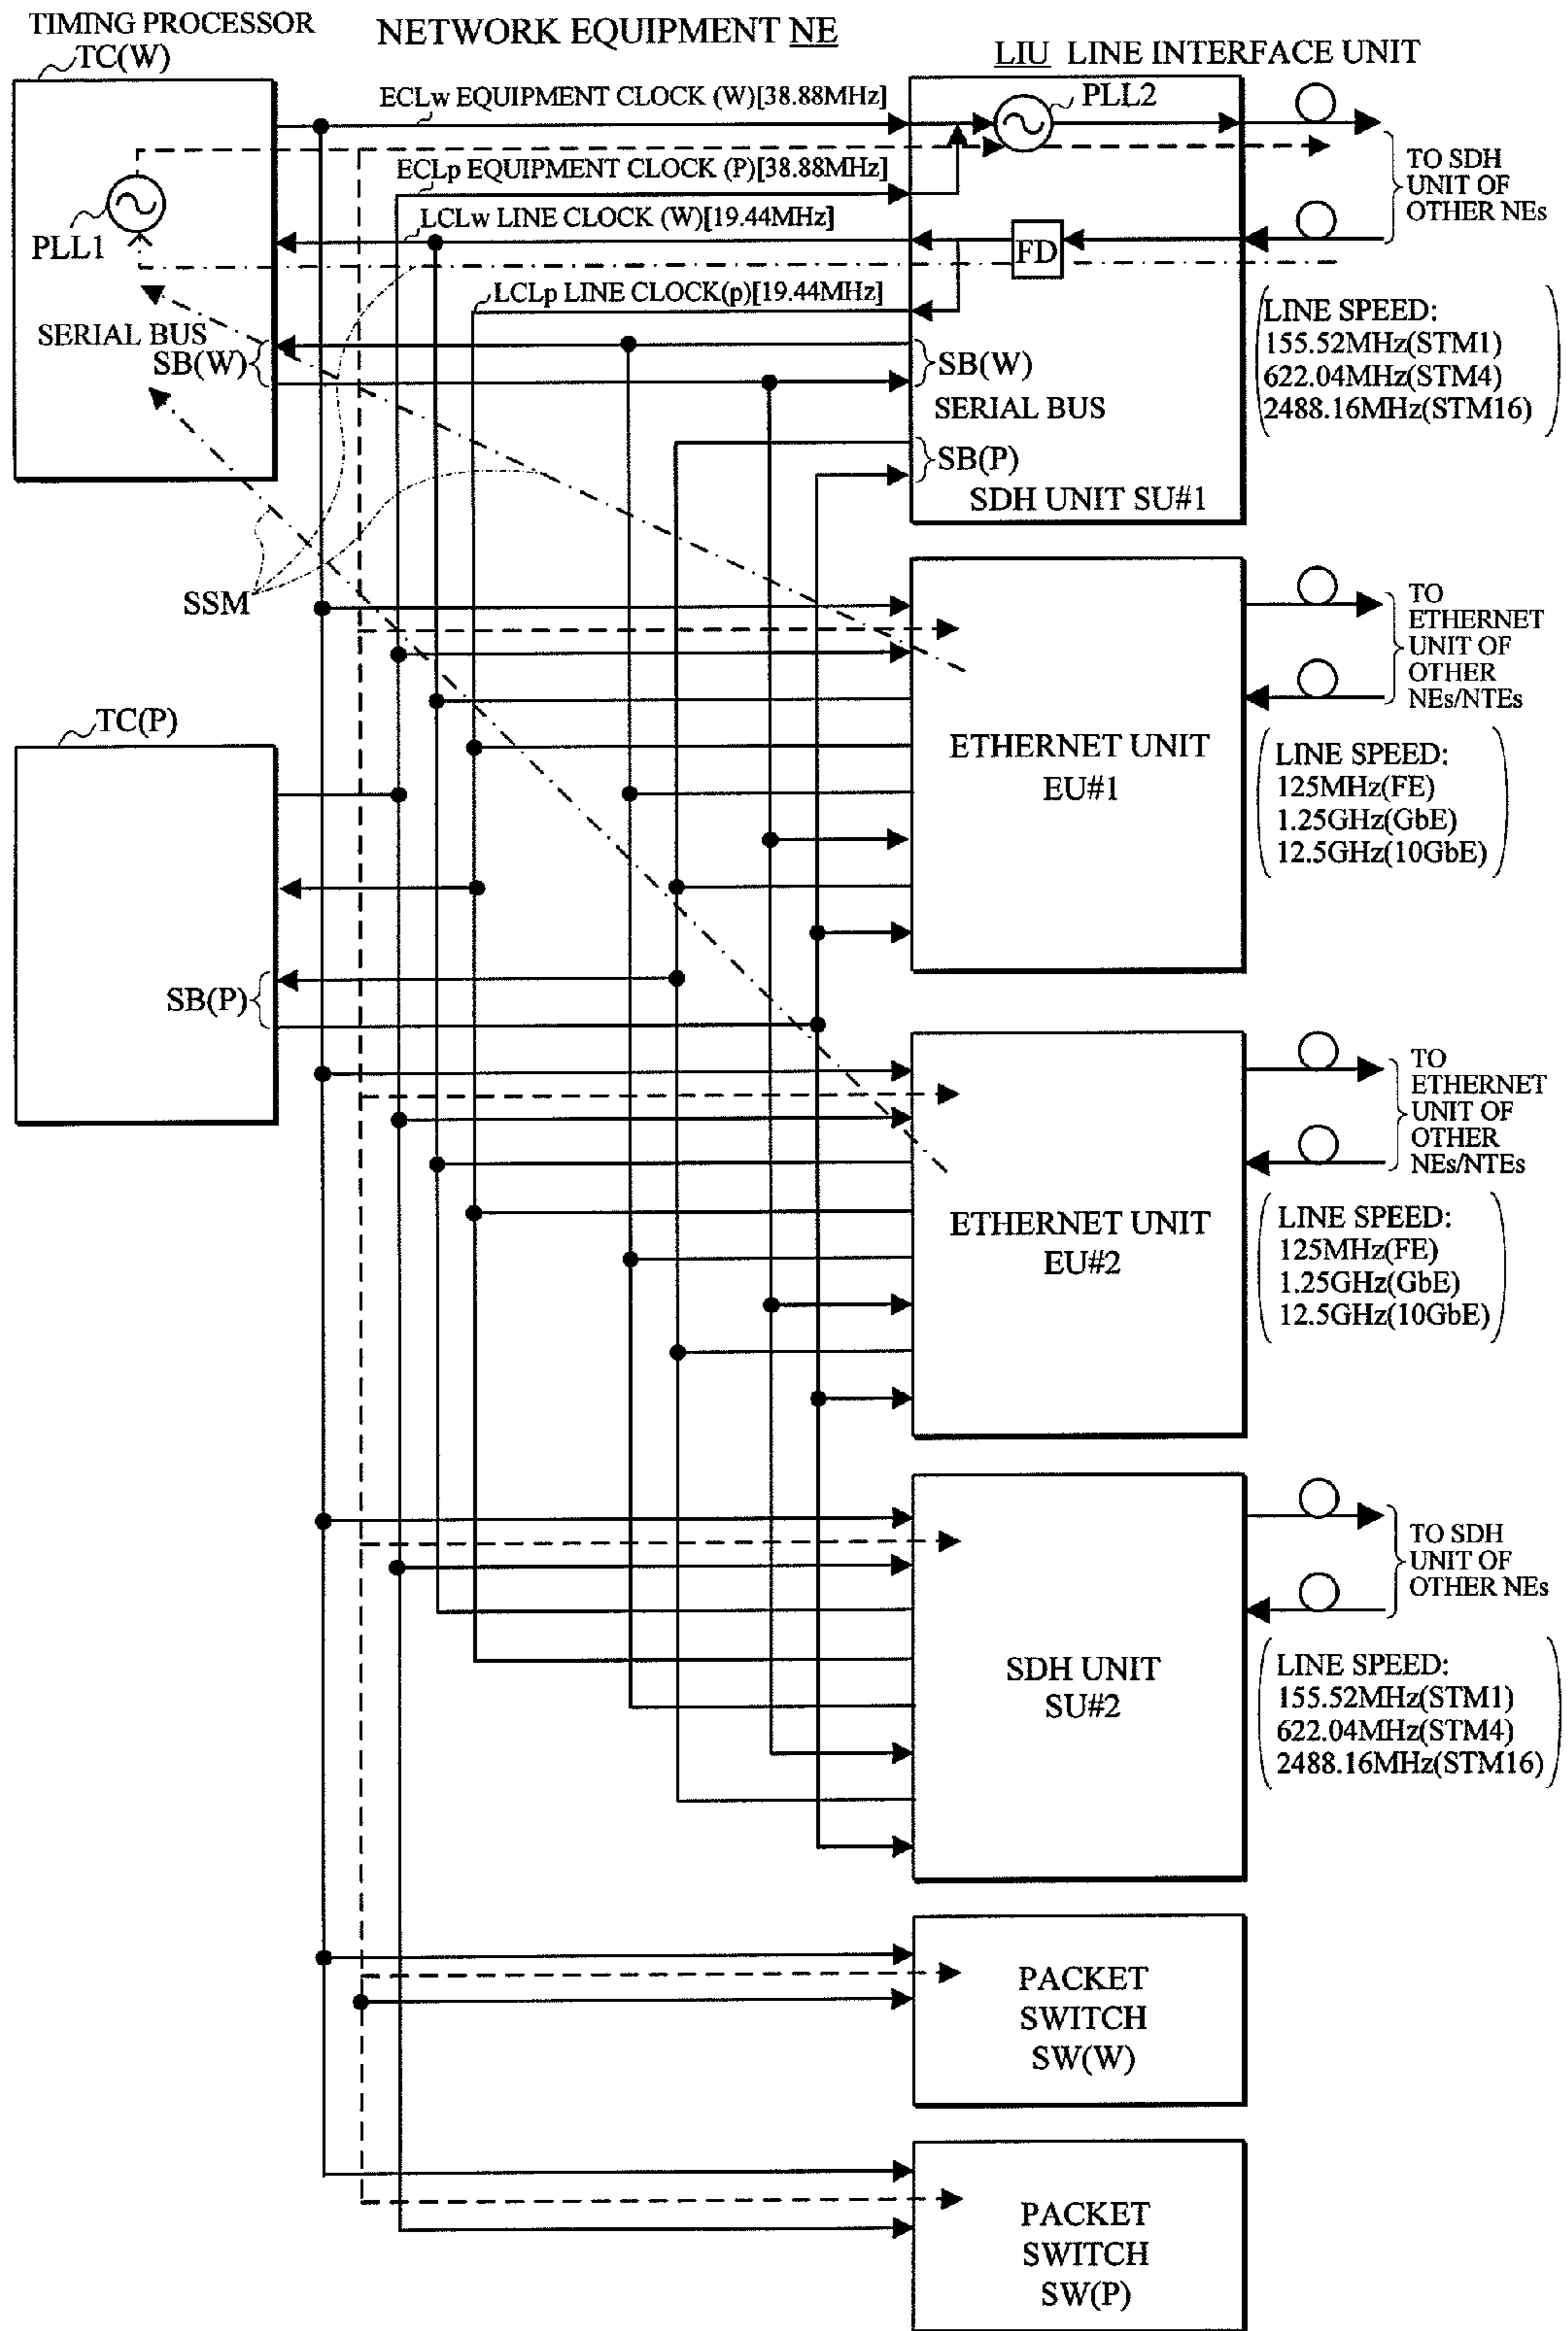 TIMING PROCESSOR
TC(W)
NETWORK EQUIPMENT NE
LIU LINE INTERFACE UNIT
ECLw EQUIPMENT CLOCK (W)[38.88MHz]
PLL2
ECLp EQUIPMENT CLOCK (P)[38.88MHz]
TO SDH
UNIT OF
OTHER NEs
PLL1
LCLw LINE CLOCK (W)[19.44MHz]
FD
LCLp LINE CLOCK(p)[19.44MHz]
SERIAL BUS
SB(W)
SB(W)
SERIAL BUS
SB(P)
SDH UNIT SU#1
LINE SPEED:
155.52MHz(STM1)
622.04MHz(STM4)
2488.16MHz(STM16)
SSM
TO
ETHERNET
UNIT OF
OTHER
NEs/NTEs
TC(P)
ETHERNET UNIT
EU#1
LINE SPEED:
125MHz(FE)
1.25GHz(GbE)
12.5GHz(10GbE)
SB(P)
TO
ETHERNET
UNIT OF
OTHER
NEs/NTEs
ETHERNET UNIT
EU#2
LINE SPEED:
125MHz(FE)
1.25GHz(GbE)
12.5GHz(10GbE)
TO SDH
UNIT OF
OTHER NEs
SDH UNIT
SU#2
LINE SPEED:
155.52MHz(STM1)
622.04MHz(STM4)
2488.16MHz(STM16)
PACKET
SWITCH
SW(W)
PACKET
SWITCH
SW(P)